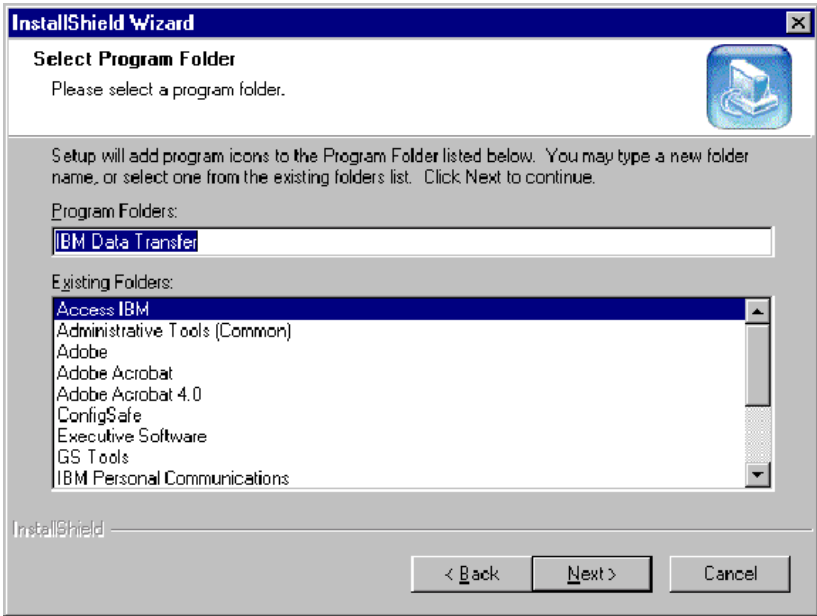 InstallShield Wizard
Select Program Folder
Please select a program folder.
Setup will add program icons to the Program Folder listed below. You may type a new folder
name, or select one from the existing folders list. Click Next to continue.
Program Folders:
IBM Data Transfer
Existing Folders:
Access IBM
Administrative Tools (Common)
Adobe
Adobe Acrobat
Adobe Acrobat 4.0
ConfigSafe
Executive Software
GS Tools
IBM Personal Communications
InstallShield
< Back
Next >
Cancel